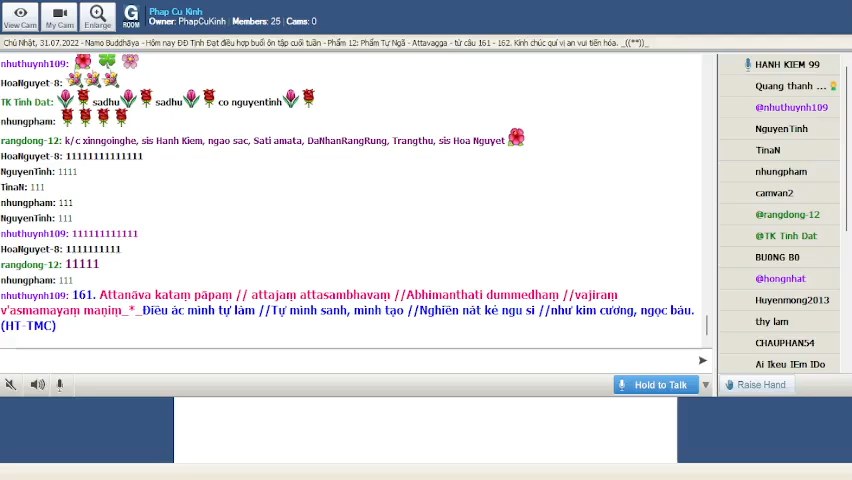 Phap Cu Kinh
Owner: PhapCuKinh | Members: 25 | Cams: 0
View Cam
My Cam
Enlarge
G
ROOM
Chủ Nhật, 31.07.2022 - Namo Buddhāya - Hôm nay ĐĐ Tịnh Đạt điều hợp buổi ôn tập cuối tuần - Phẩm 12: Phẩm Tự Ngã - Attavagga - từ câu 161 - 162. Kính chúc quí vị an vui tiến hóa. _((**))_
nhuthuynh109:
HoaNguyet-8:
TK Tinh Dat: sadhu sadhu co nguyentinh
nhungpham:
rangdong-12: k/c xinngoinghe, sis Hanh Kiem, ngao sac, Sati amata, DaNhanRangRung, Trangthu, sis Hoa Nguyet
HoaNguyet-8: 11111111111111
NguyenTinh: 1111
TinaN: 111
nhungpham: 111
NguyenTinh: 111
nhuthuynh109: 111111111111
HoaNguyet-8: 1111111111
rangdong-12: 11111
nhungpham: 111
nhuthuynh109: 161. Attanāva kataṃ pāpaṃ // attajaṃ attasambhavaṃ //Abhimanthati dummedhaṃ //vajiraṃ
v'asmamayaṃ maṇiṃ_*_Điều ác mình tự làm //Tự mình sanh, mình tạo //Nghiền nát kẻ ngu si //như kim cương, ngọc báu.
(HT-TMC)
Hold to Talk
HANH KIEM 99
Quang thanh ...
@nhuthuynh109
NguyenTinh
TinaN
nhungpham
camvan2
@rangdong-12
@TK Tinh Dat
BU0NG B0
@hongnhat
Huyenmong2013
thy lam
CHAUPHAN54
Ai Ikeu IEm IDo
Raise Hand